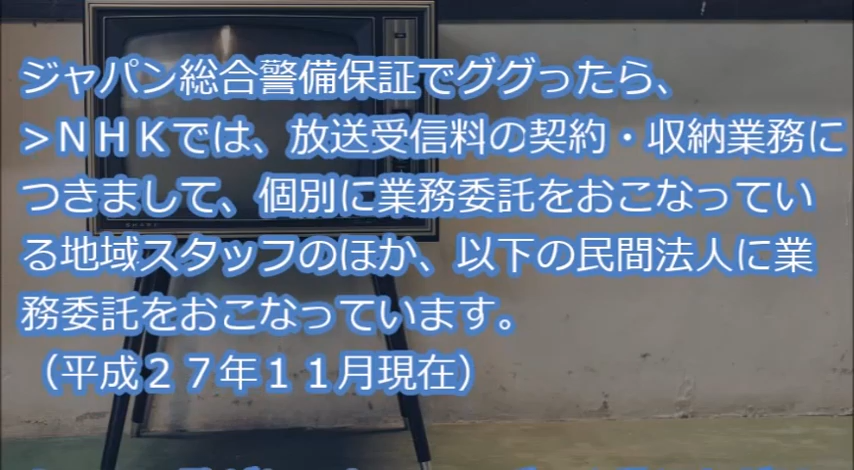 ジャパン総合警備保証でググったら、
>ＮＨＫでは、放送受信料の契約・収納業務に
つきまして、個別に業務委託をおこなってい
る地域スタッフのほか、以下の民間法人に業
務委託をおこなっています。
（平成２７年１１月現在）